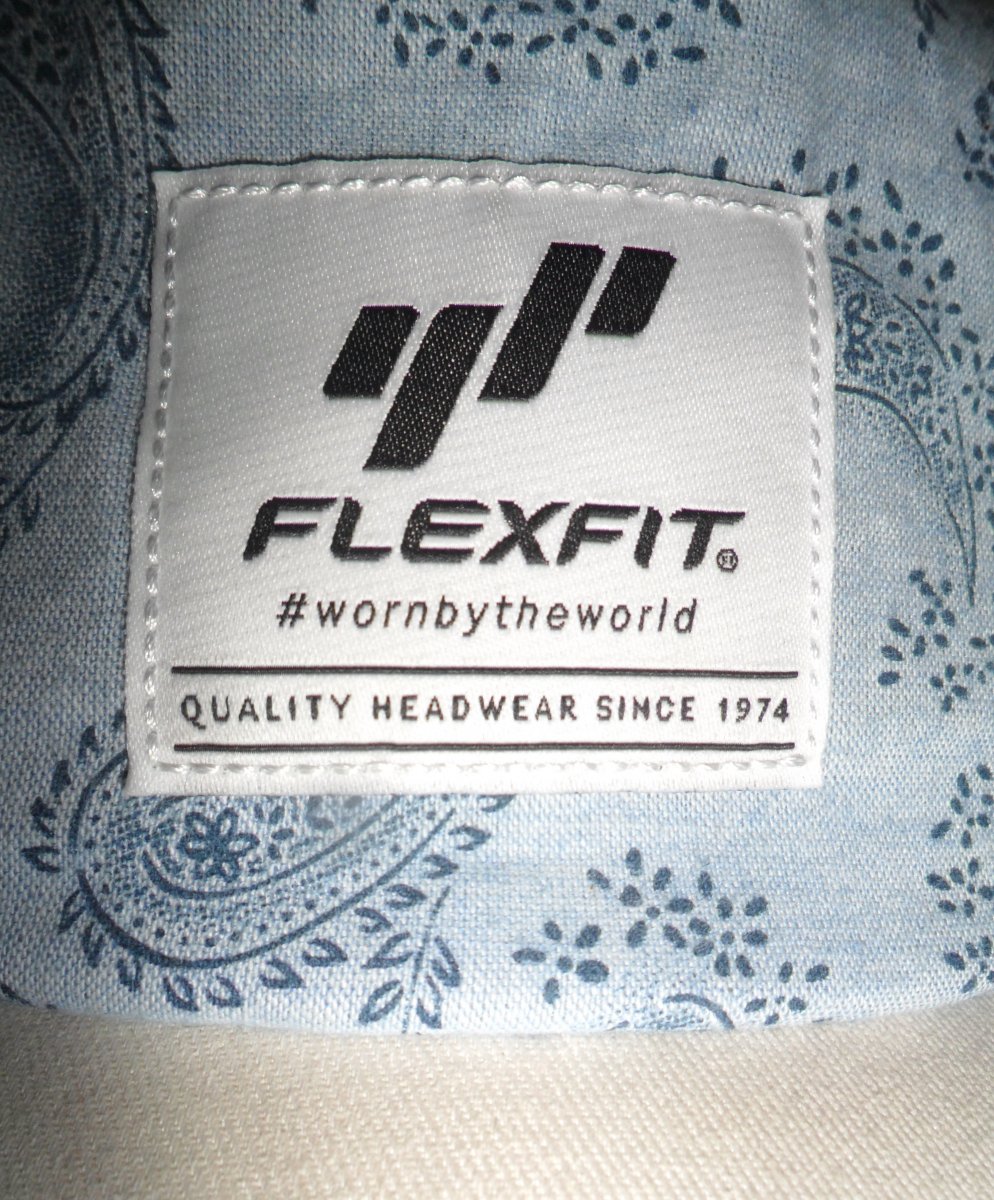 FLEXFIT®
#wornbytheworld
QUALITY HEADWEAR SINCE 1974